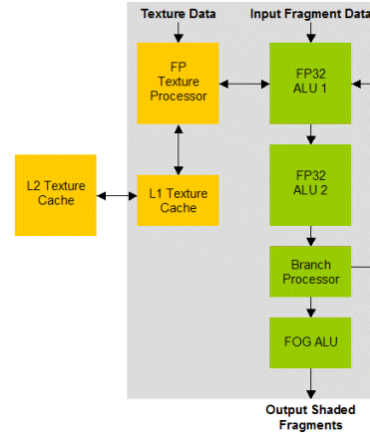 Texture Data
Input Fragment Data
FP
Texture
Processor
FP32
ALU 1
L2 Texture
Cache
L1 Texture
Cache
FP32
ALU 2
Branch
Processor
FOG ALU
Output Shaded
Fragments